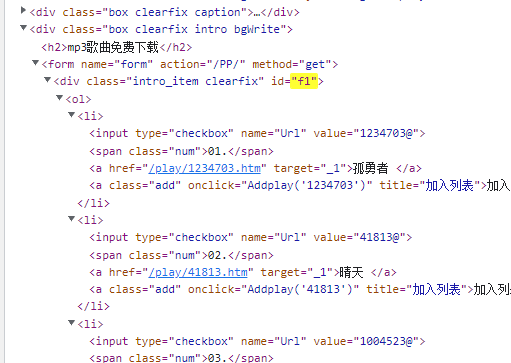 ▶<div class="box clearfix caption">…</div>
▼<div class="box clearfix intro bgWrite">
<h2>mp3歌曲免费下载</h2>
▼<form name="form" action="/PP/" method="get">
▼<div class="intro_item clearfix" id="f1">
▼<ol>
▼<li>
<input type="checkbox" name="Url" value="1234703@">
<span class="num">01.</span>
<a href="/play/1234703.htm" target="_1">孤勇者 </a>
<a class="add" onclick="Addplay('1234703')" title="加入列表">加入
</li>
▼<li>
<input type="checkbox" name="Url" value="41813@">
<span class="num">02.</span>
<a href="/play/41813.htm" target="_1">晴天 </a>
<a class="add" onclick="Addplay('41813')" title="加入列表">加入列
</li>
▼<li>
<input type="checkbox" name="Url" value="1004523@">
<span class="num">03.</span>